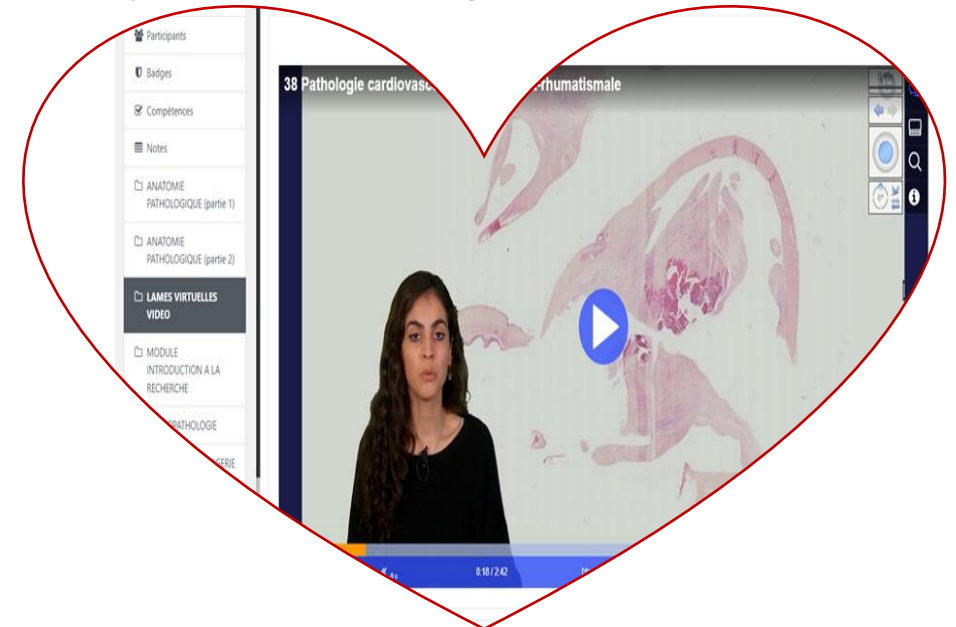 Participants
Badges
Compétences
Notes
ANATOMIE
PATHOLOGIQUE (partie 1)
ANATOMIE
PATHOLOGIQUE (partie 2)
LAMES VIRTUELLES
VIDEO
MODULE
INTRODUCTION A LA
RECHERCHE
38 Pathologie cardiovasc
rhumatismale
0:18 / 2:42